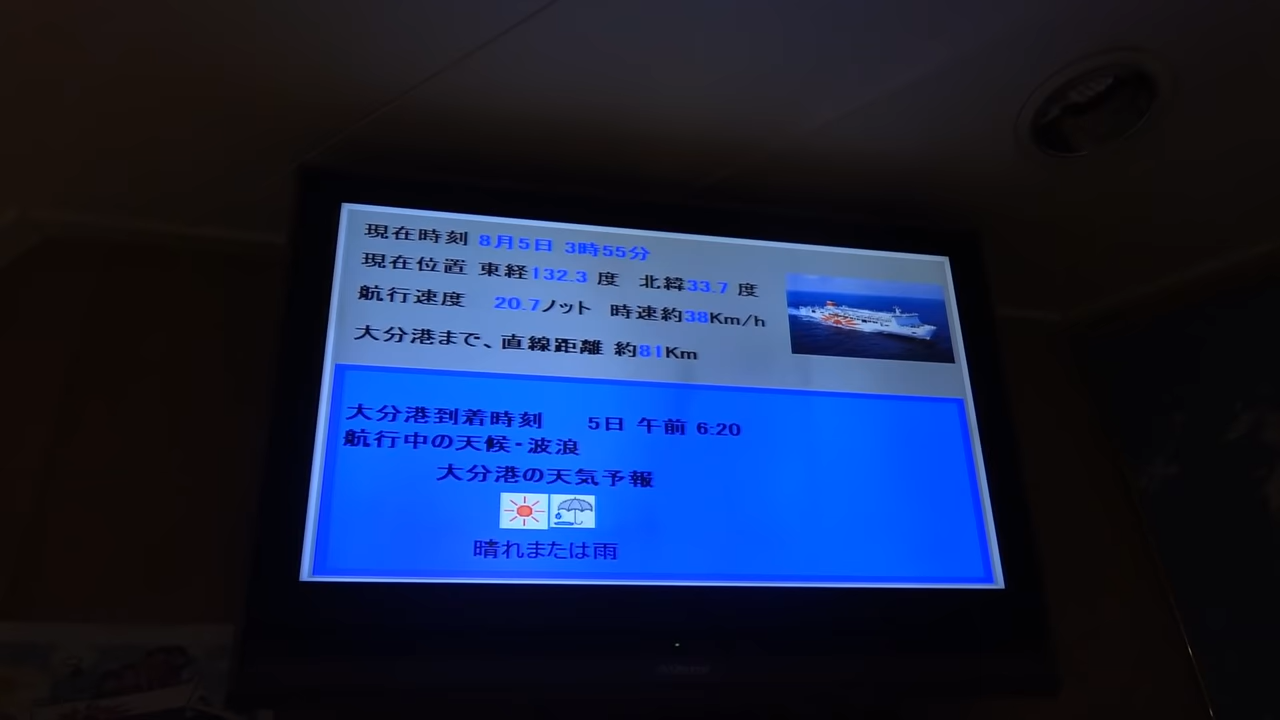 現在時刻 8月5日 3時55分
現在位置 東経132.3 度 北緯33.7 度
航行速度 20.7ノット 時速約38Km/h
大分港まで、直線距離 約81Km
大分港到着時刻 5日 午前 6:20
航行中の天候・波浪
大分港の天気予報
晴れまたは雨